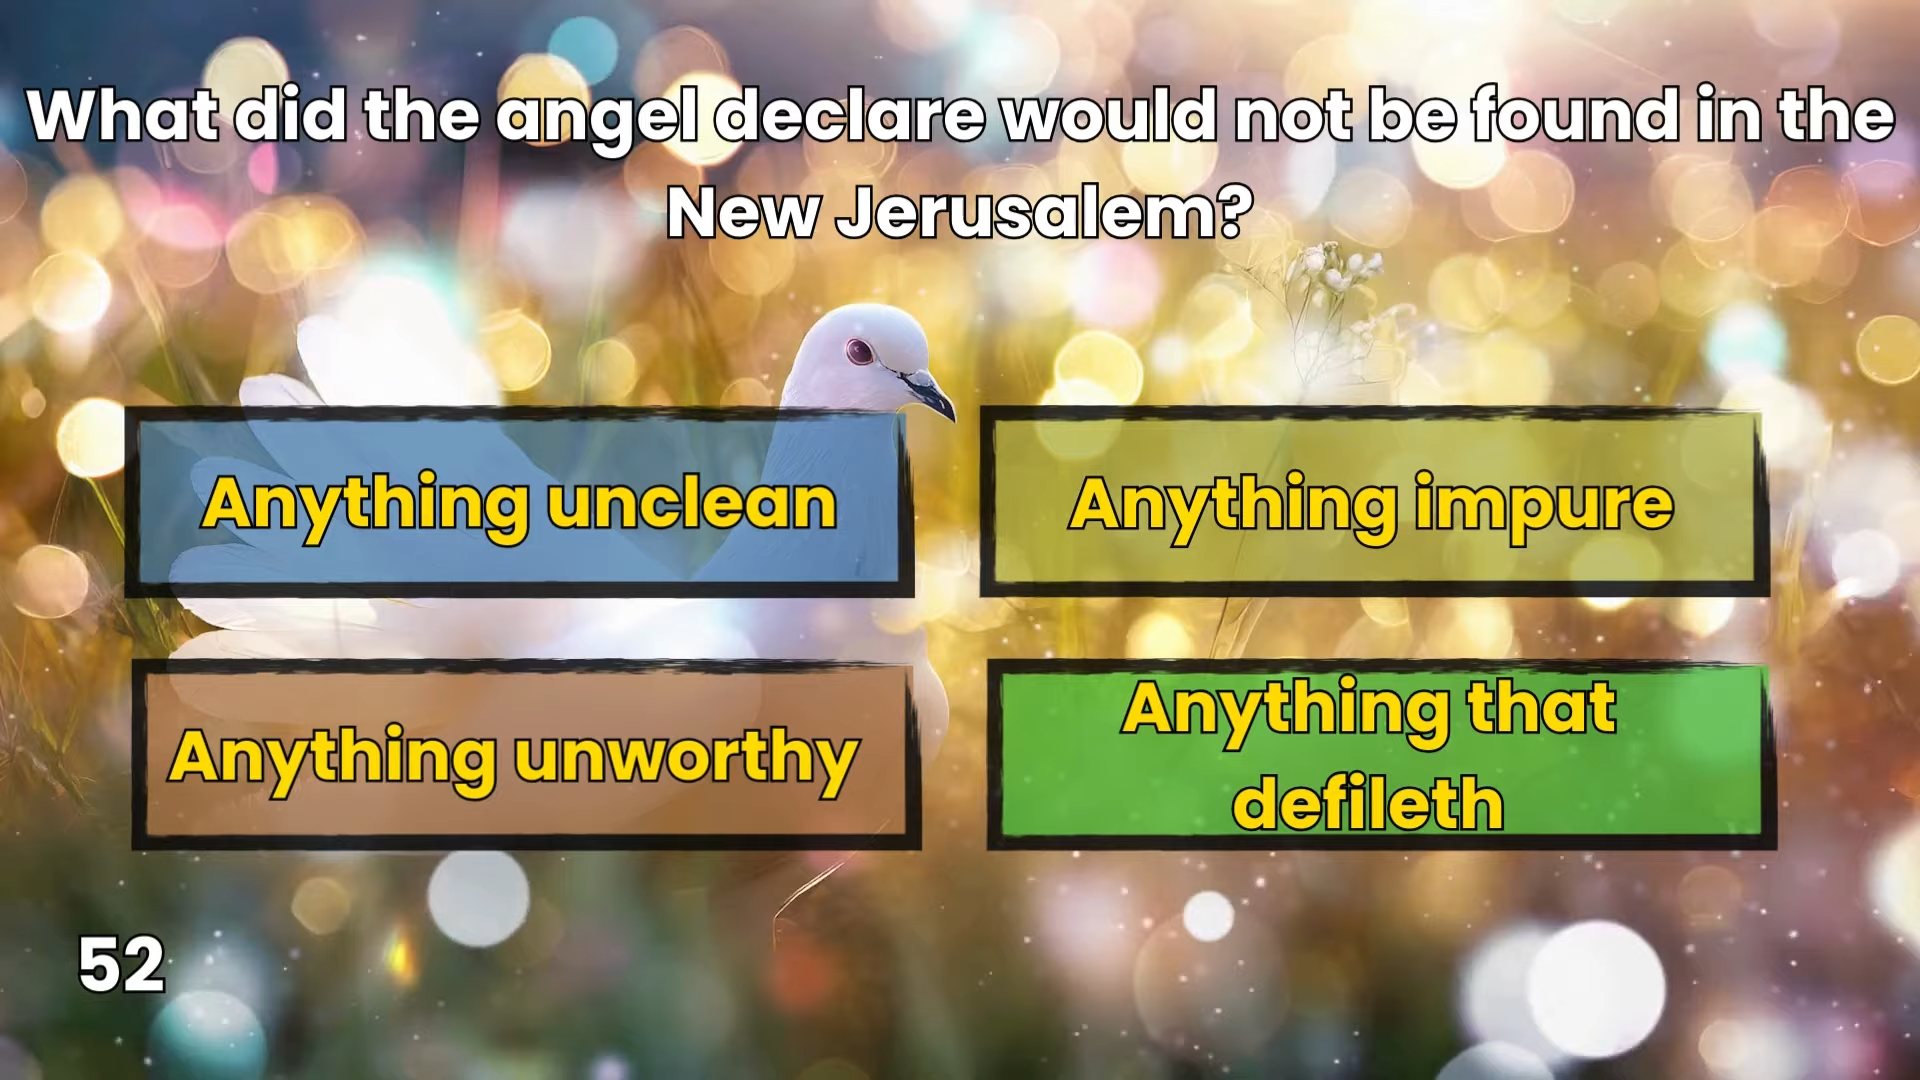 What did the angel declare would not be found in the
New Jerusalem?
Anything unclean
Anything impure
Anything unworthy
Anything that
defileth
52